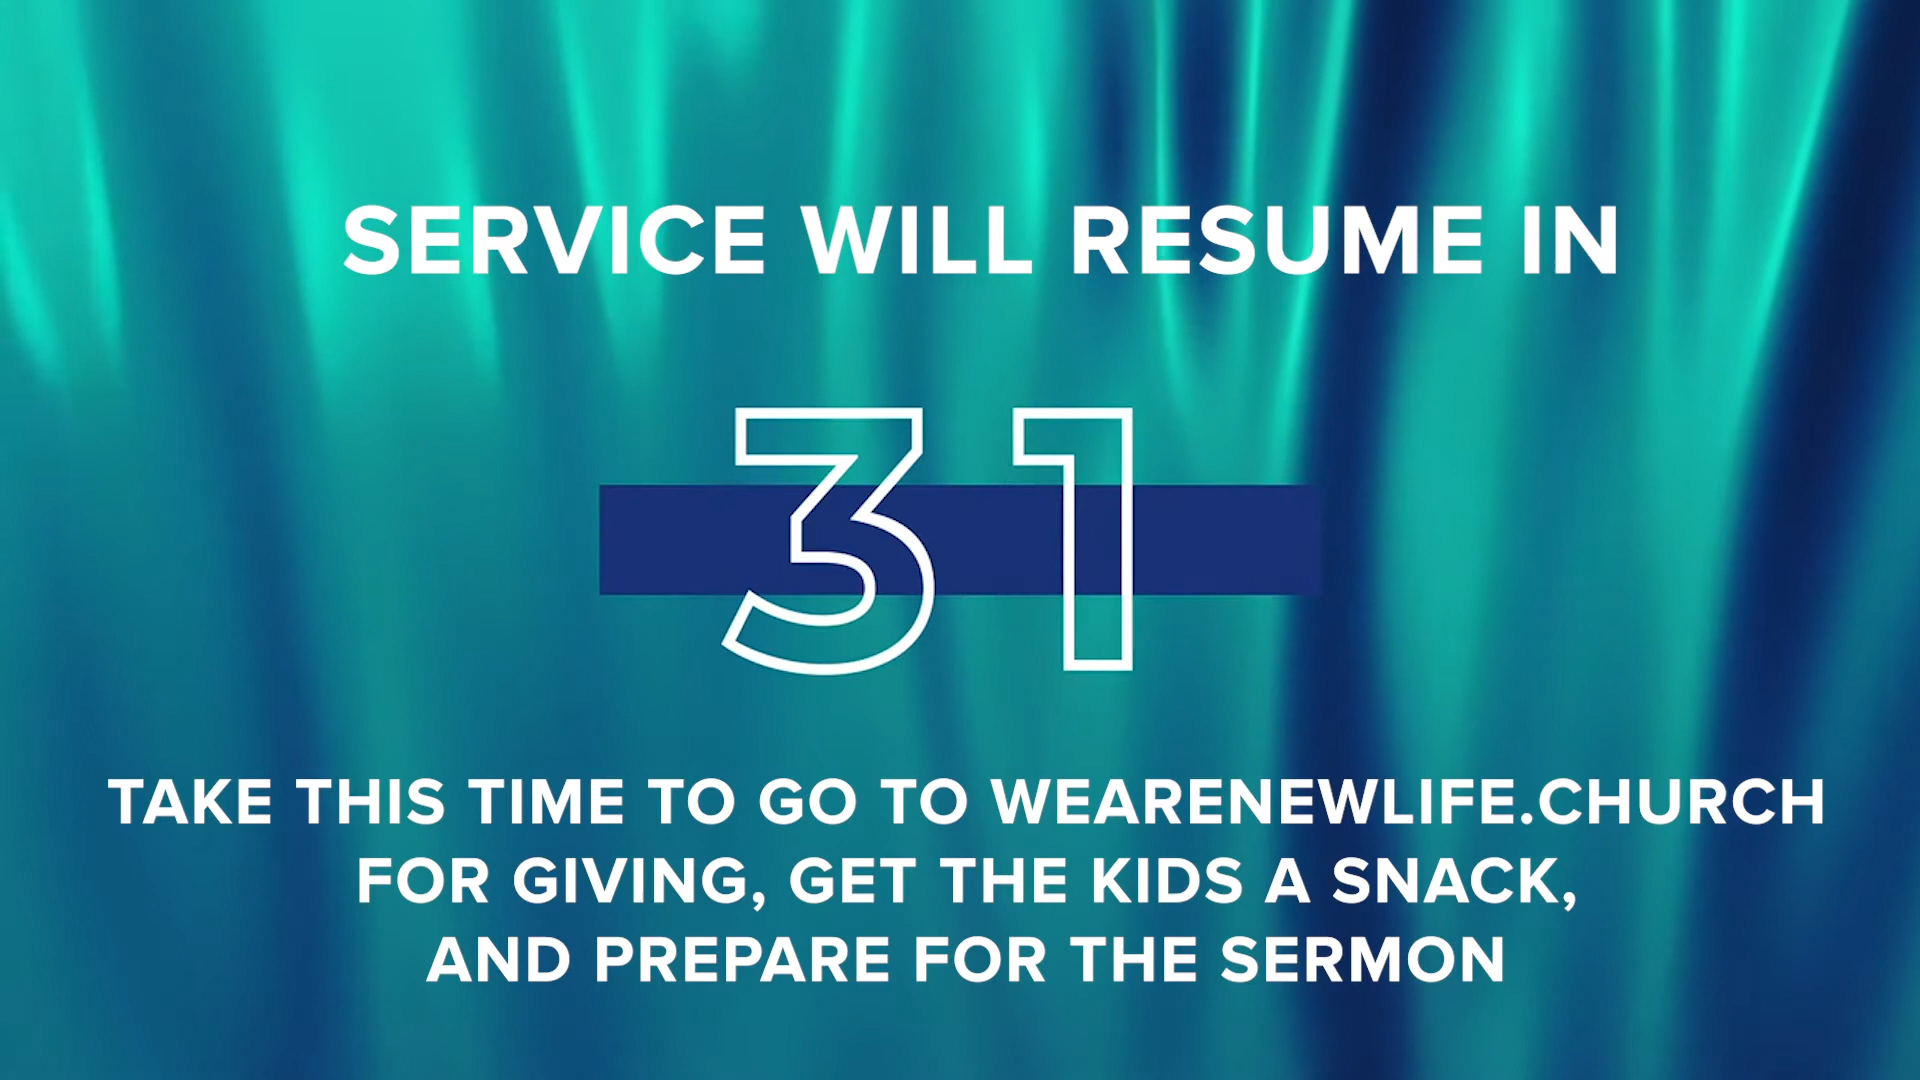 SERVICE WILL RESUME IN
31
TAKE THIS TIME TO GO TO WEARENEWLIFE.CHURCH
FOR GIVING, GET THE KIDS A SNACK,
AND PREPARE FOR THE SERMON